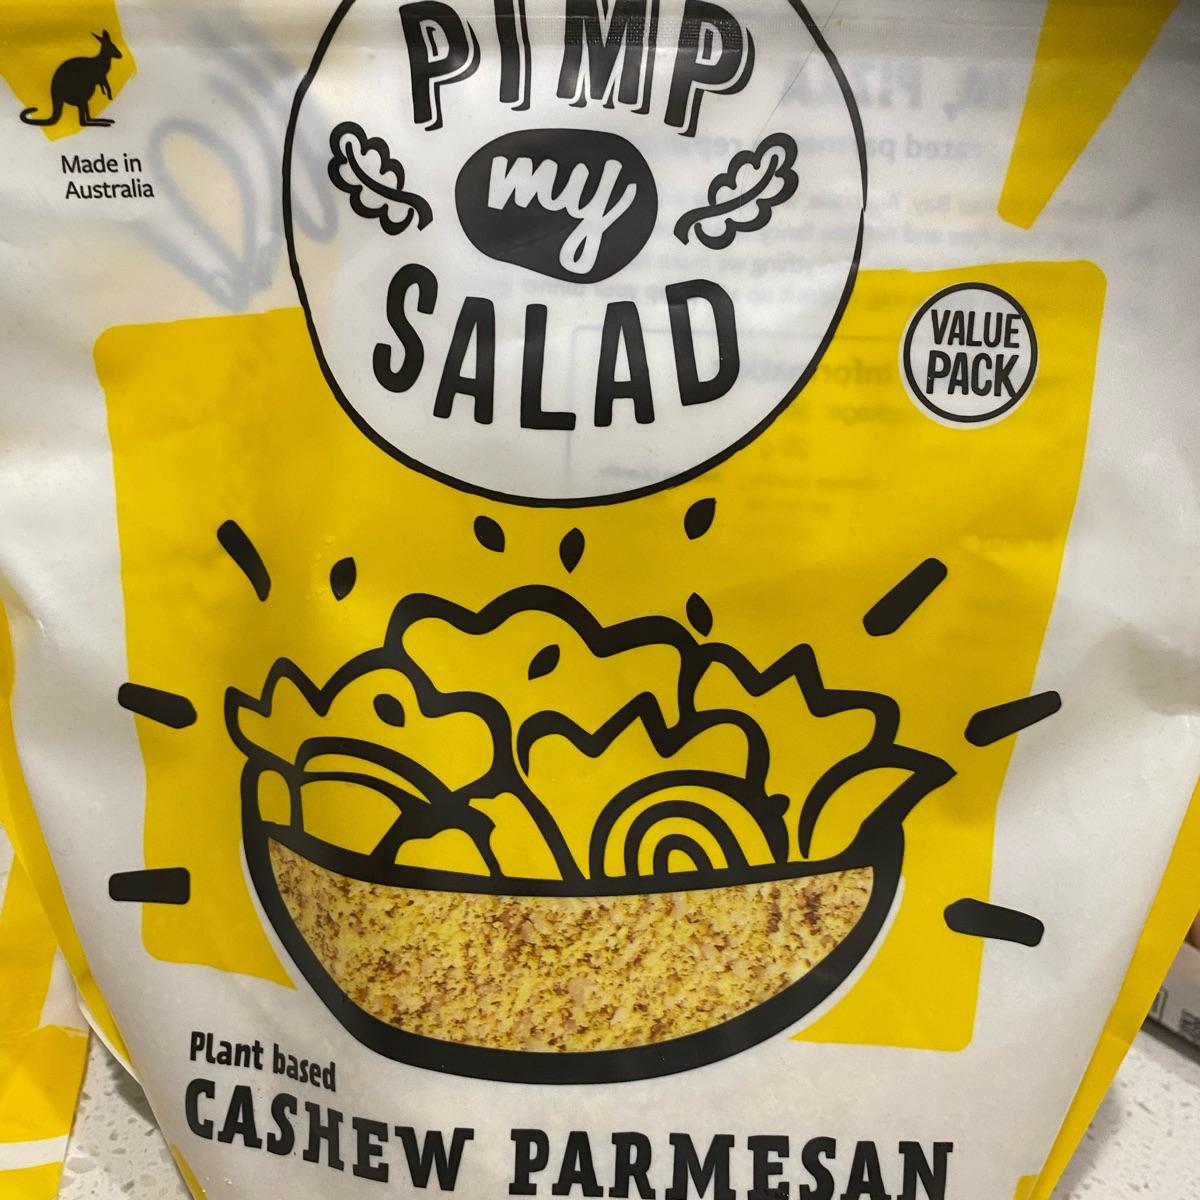 PIMP
my
SALAD
Made in
Australia
VALUE
PACK
Plant based
CASHEW PARMESAN